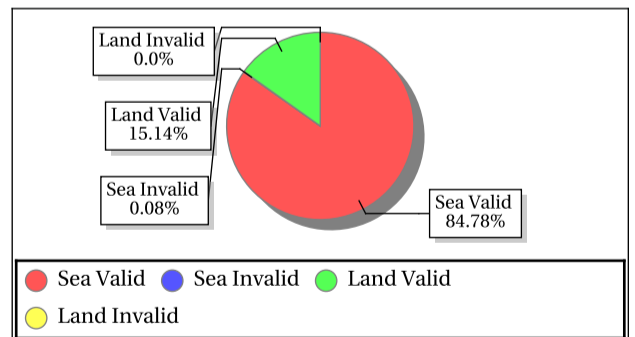 Land Invalid
0.0%
Land Valid
15.14%
Sea Invalid
0.08%
Sea Valid
84.78%
Sea Valid Sea Invalid Land Valid
Land Invalid